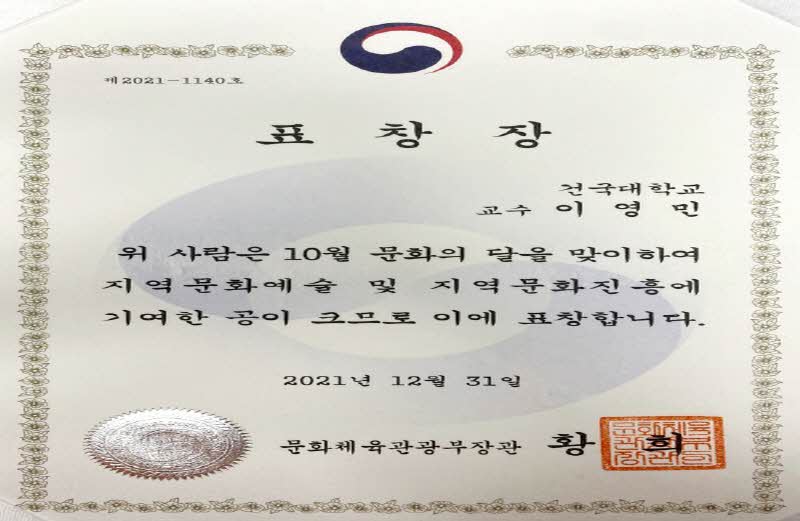 제2021-1140호
표 창 장
건국대학교
교수 이 영 민
위 사람은 10월 문화의 달을 맞이하여
지역문화예술 및 지역문화진흥에
기여한 공이 크므로 이에 표창합니다.
2021년 12월 31일
문화체육관광부장관 황 희